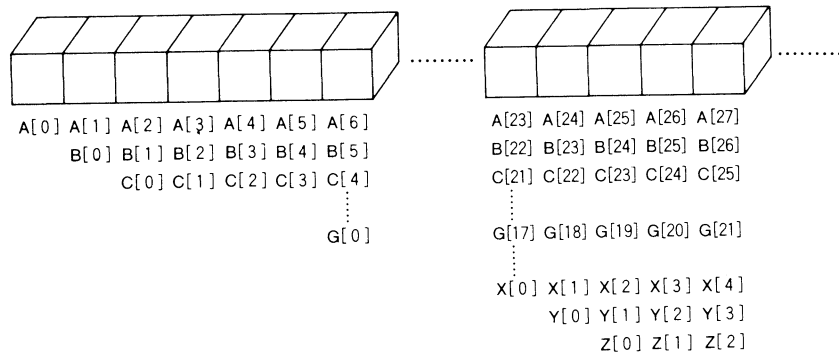 A[0] A[1] A[2] A[3] A[4] A[5] A[6] A[23] A[24] A[25] A[26] A[27]
B[0] B[1] B[2] B[3] B[4] B[5] B[22] B[23] B[24] B[25] B[26]
C[0] C[1] C[2] C[3] C[4] C[21] C[22] C[23] C[24] C[25]
G[0] G[17] G[18] G[19] G[20] G[21]
X[0] X[1] X[2] X[3] X[4]
Y[0] Y[1] Y[2] Y[3]
Z[0] Z[1] Z[2]